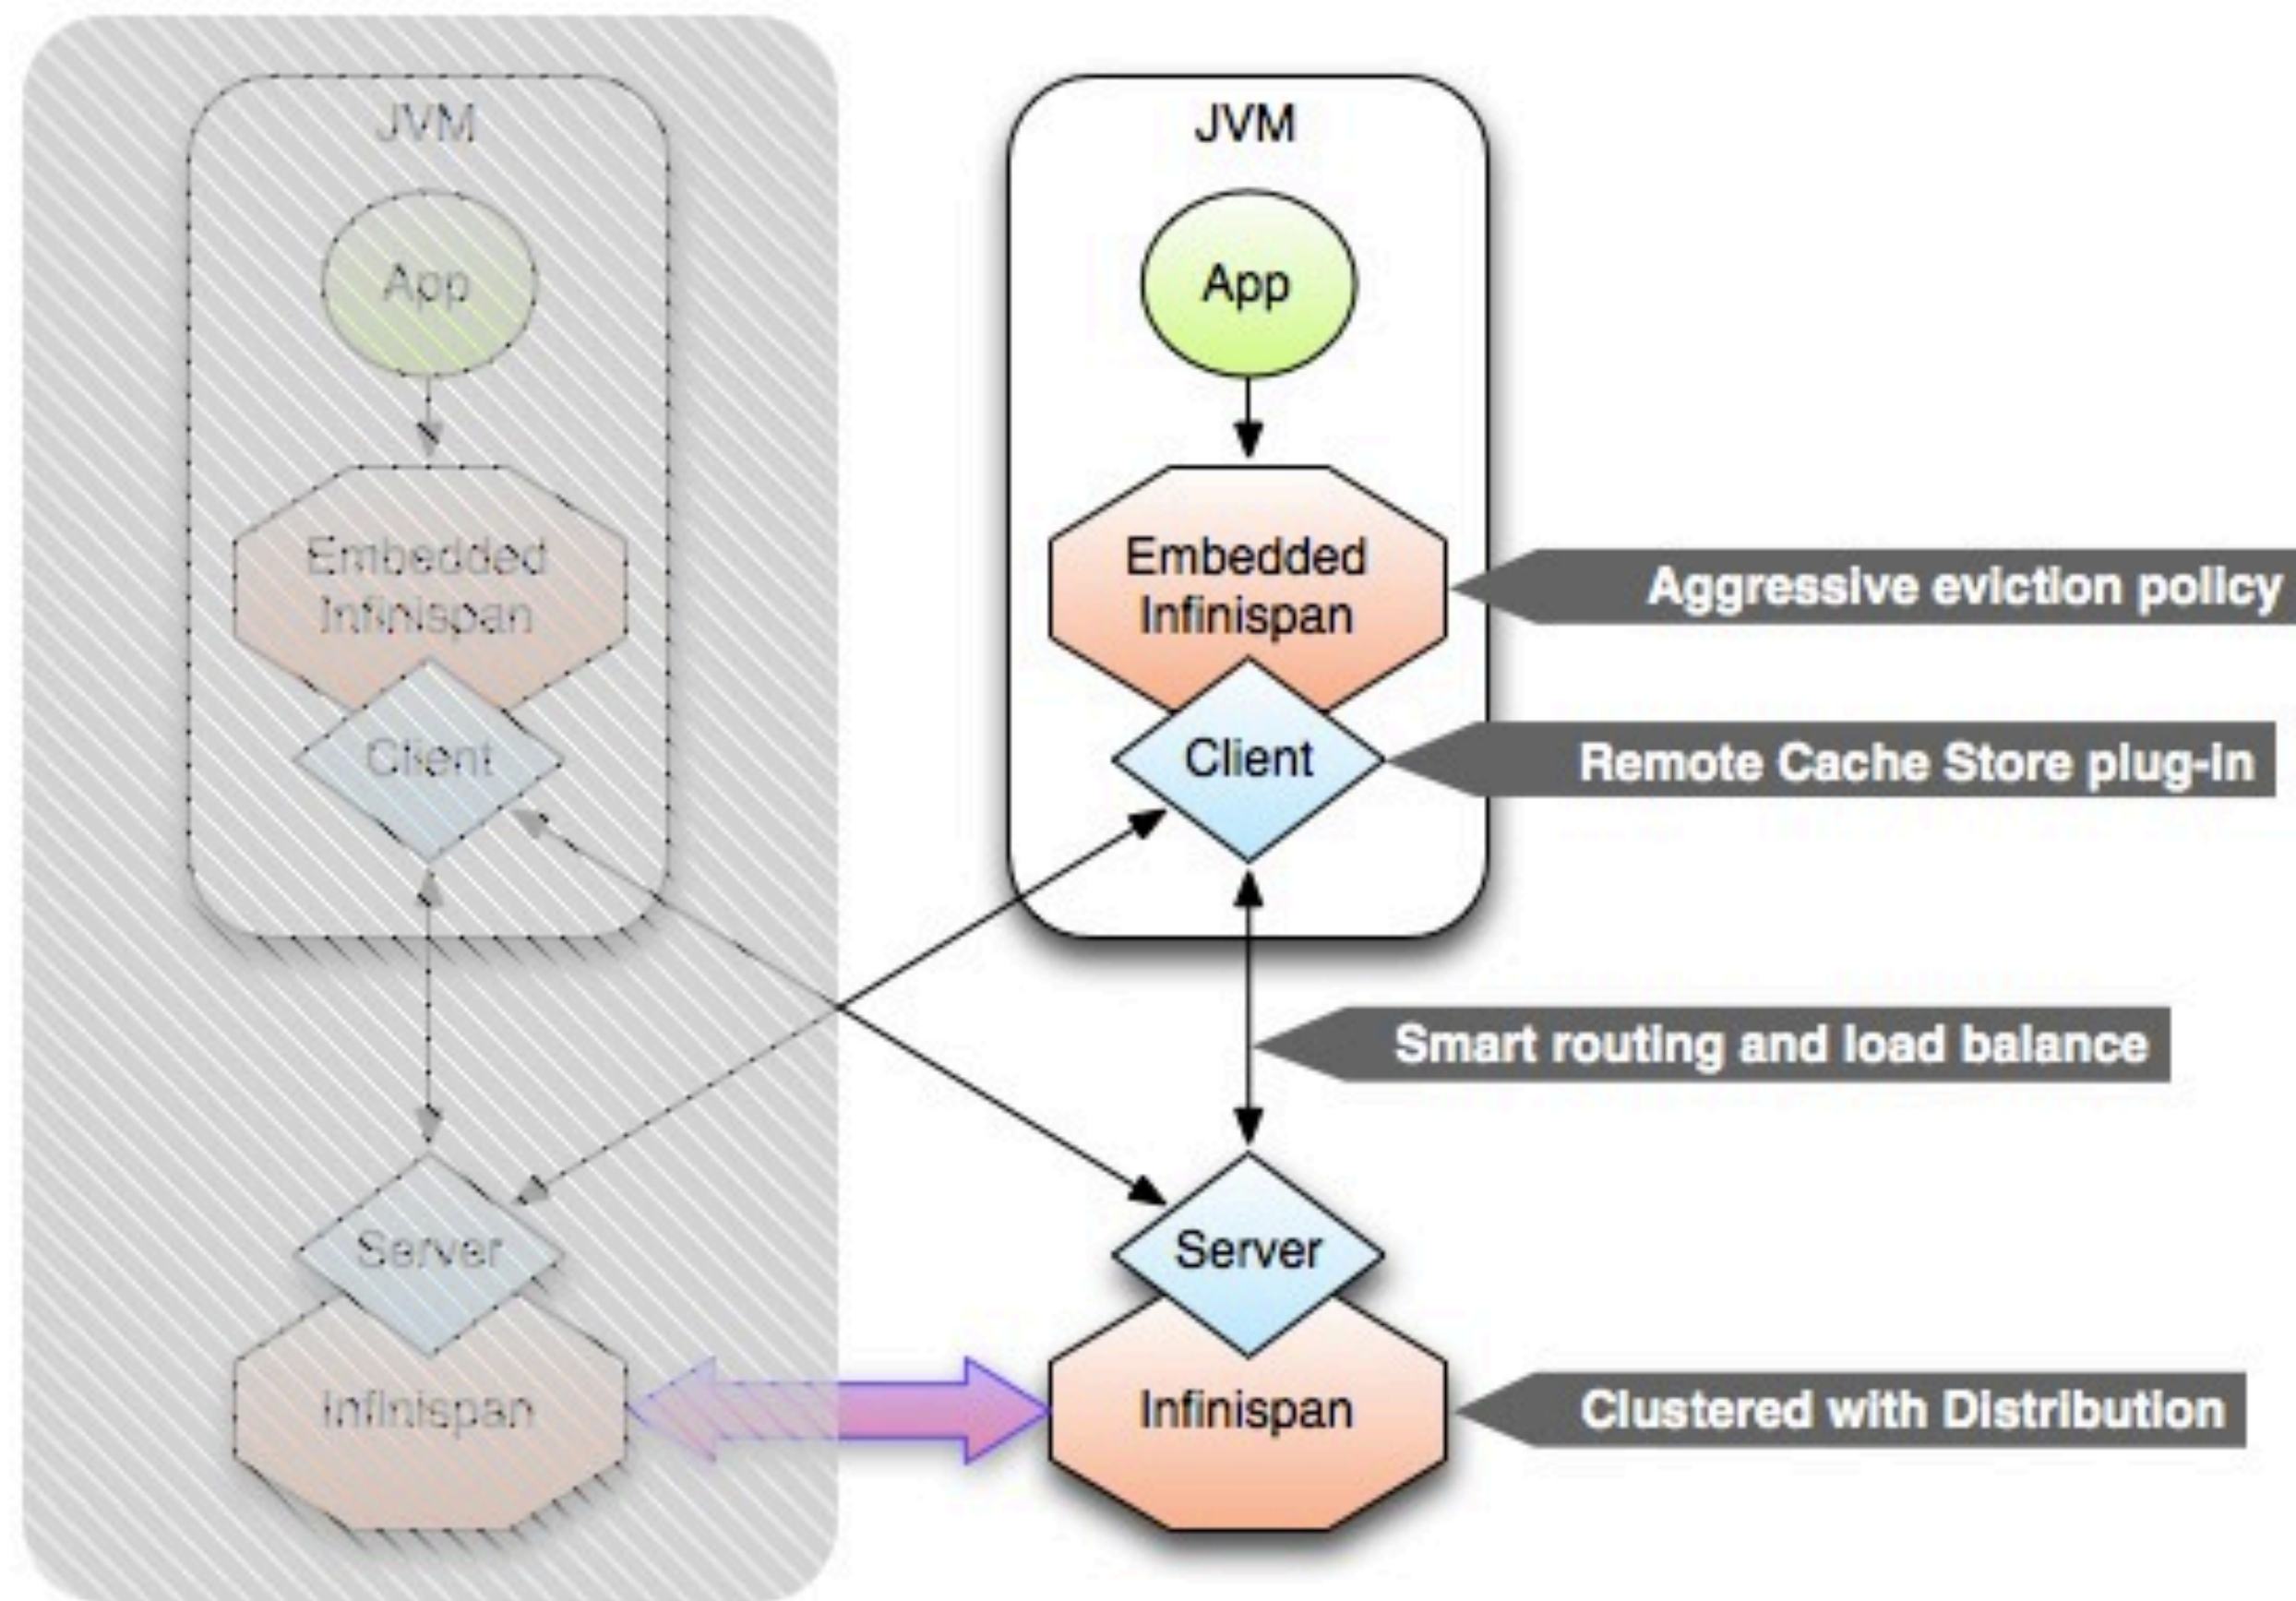 JVM
App
Embedded
Infinispan
Client
Server
Infinispan
JVM
App
Embedded
Infinispan
Client
Server
Infinispan
Aggressive eviction policy
Remote Cache Store plug-in
Smart routing and load balance
Clustered with Distribution